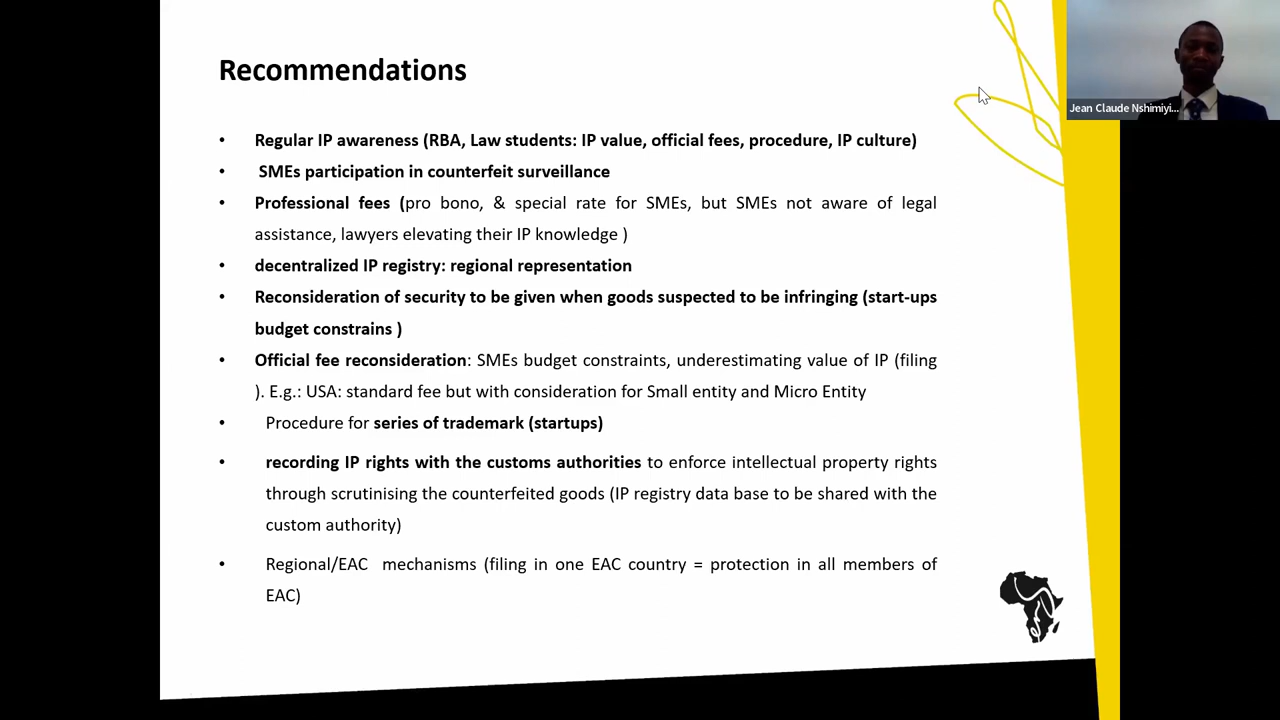 Recommendations
Jean Claude Nshimiyi...
• Regular IP awareness (RBA, Law students: IP value, official fees, procedure, IP culture)
• SMEs participation in counterfeit surveillance
• Professional fees (pro bono, & special rate for SMEs, but SMEs not aware of legal
assistance, lawyers elevating their IP knowledge )
• decentralized IP registry: regional representation
• Reconsideration of security to be given when goods suspected to be infringing (start-ups
budget constrains )
• Official fee reconsideration: SMEs budget constraints, underestimating value of IP (filing
). E.g.: USA: standard fee but with consideration for Small entity and Micro Entity
• Procedure for series of trademark (startups)
• recording IP rights with the customs authorities to enforce intellectual property rights
through scrutinising the counterfeited goods (IP registry data base to be shared with the
custom authority)
• Regional/EAC mechanisms (filing in one EAC country = protection in all members of
EAC)